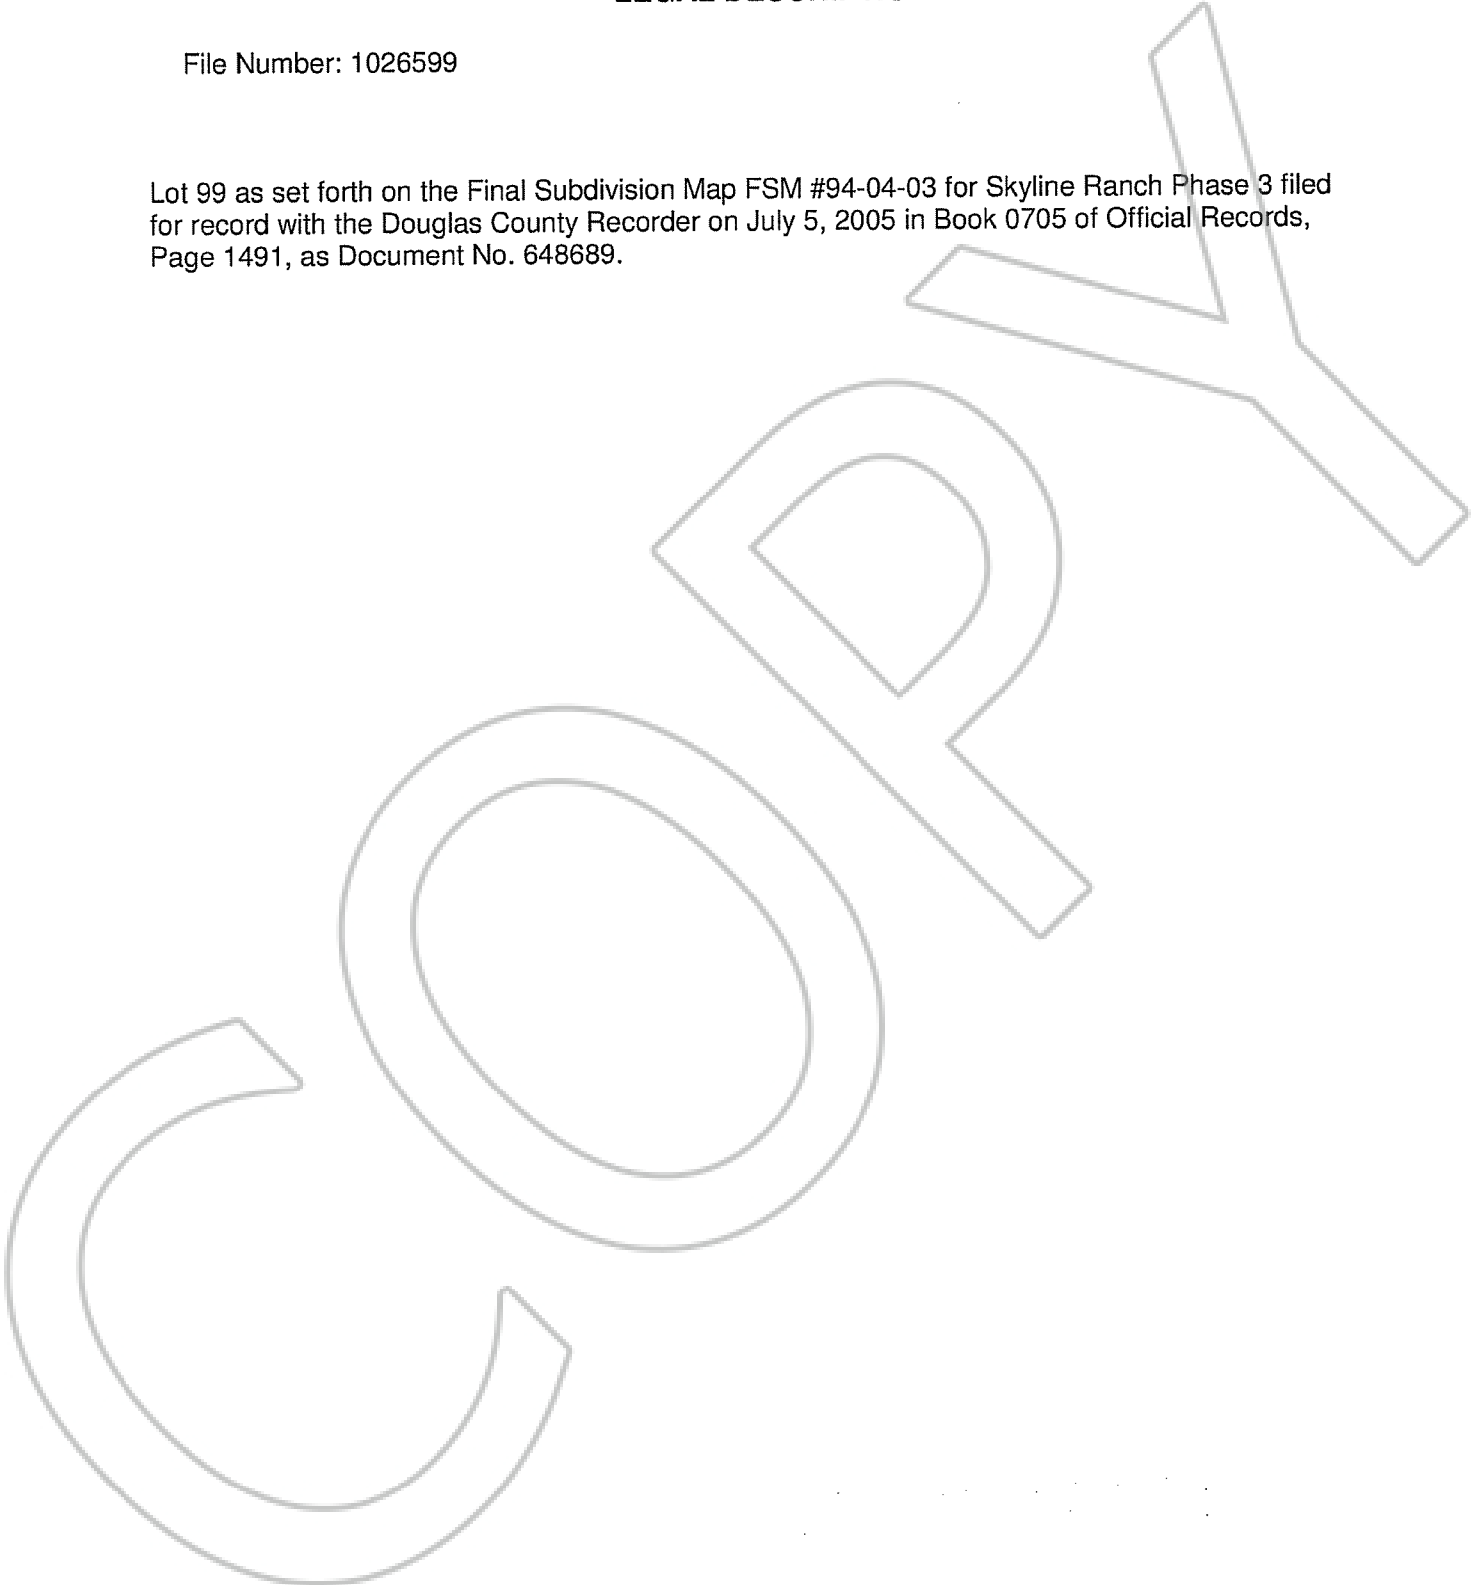 File Number: 1026599
Lot 99 as set forth on the Final Subdivision Map FSM #94-04-03 for Skyline Ranch Phase 3 filed
for record with the Douglas County Recorder on July 5, 2005 in Book 0705 of Official Records,
Page 1491, as Document No. 648689.
COPY